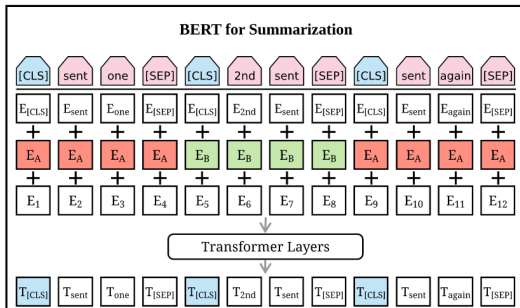 BERT for Summarization
[CLS] sent one [SEP] [CLS] 2nd sent [SEP] [CLS] sent again [SEP]
E[CLS] Esent Eone E[SEP] E[CLS] E2nd Esent E[SEP] E[CLS] Esent Eagain E[SEP]
+ + + + + + + + + + + +
EA EA EA EA EB EB EB EB EA EA EA EA
+ + + + + + + + + + + +
E1 E2 E3 E4 E5 E6 E7 E8 E9 E10 E11 E12
Transformer Layers
T[CLS] Tsent Tone T[SEP] T[CLS] T2nd Tsent T[SEP] T[CLS] Tsent Tagain T[SEP]